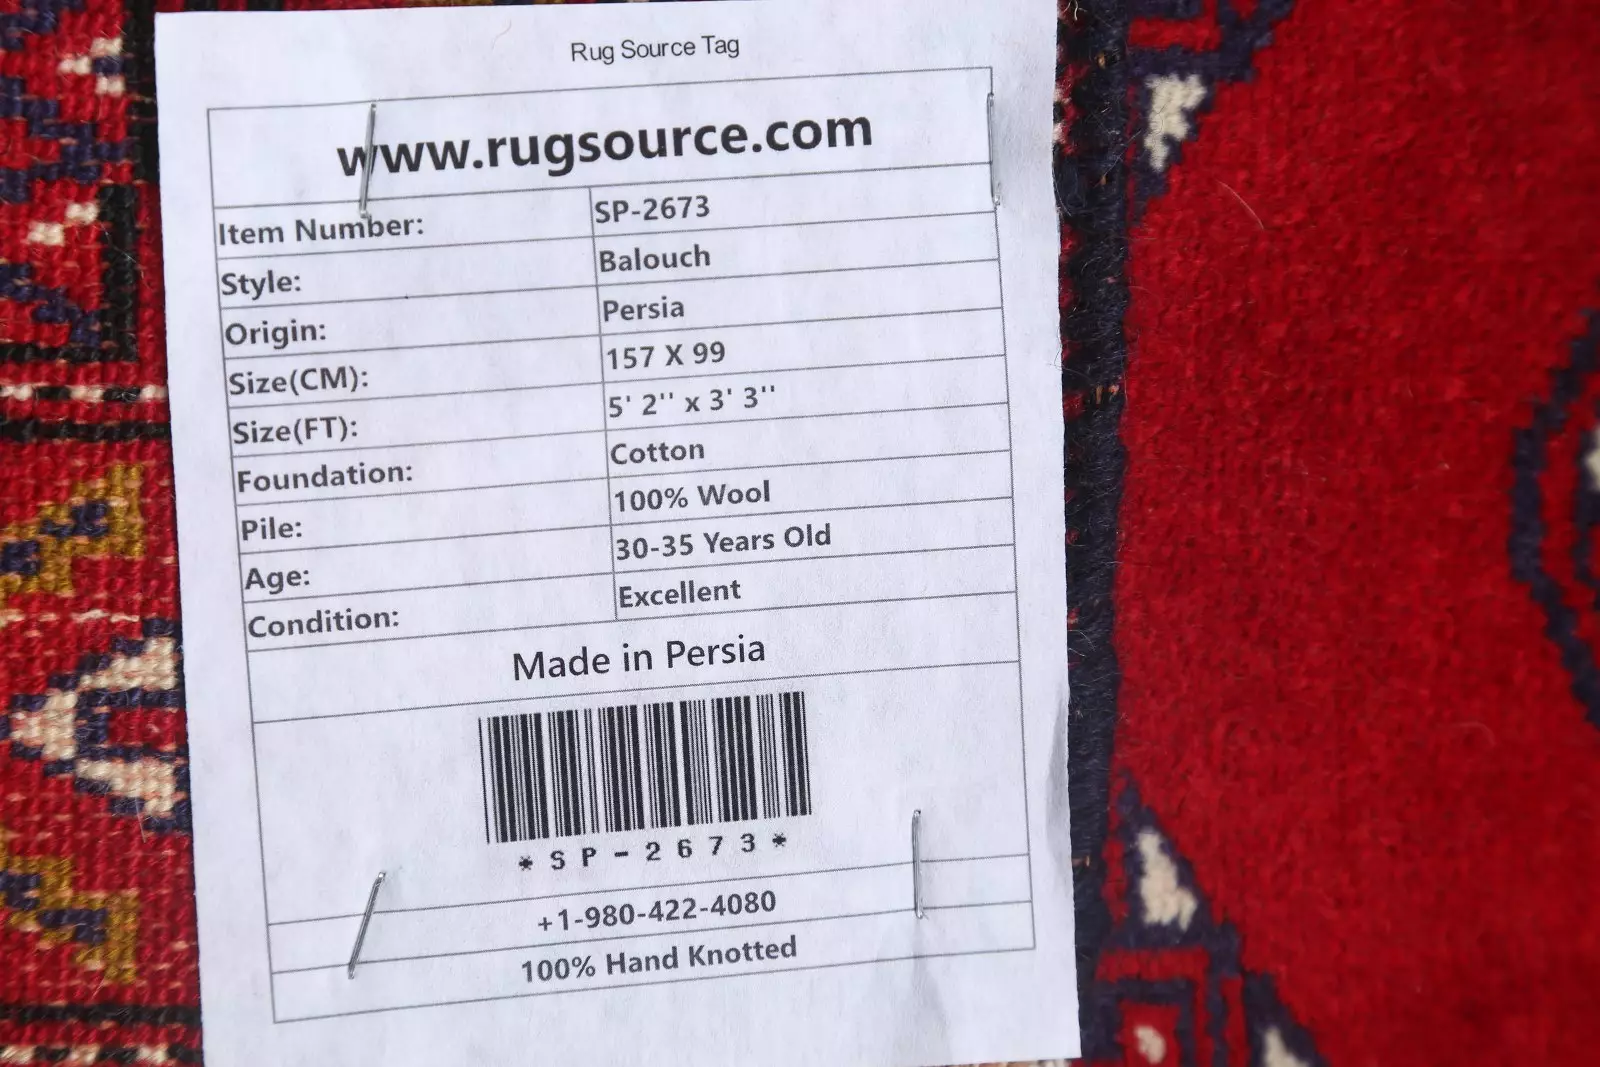 Rug Source Tag
www.rugsource.com
Item Number: SP-2673
Style: Balouch
Origin: Persia
Size(CM): 157 X 99
Size(FT): 5' 2'' x 3' 3''
Foundation: Cotton
Pile: 100% Wool
Age: 30-35 Years Old
Condition: Excellent
Made in Persia
*SP-2673*
+1-980-422-4080
100% Hand Knotted